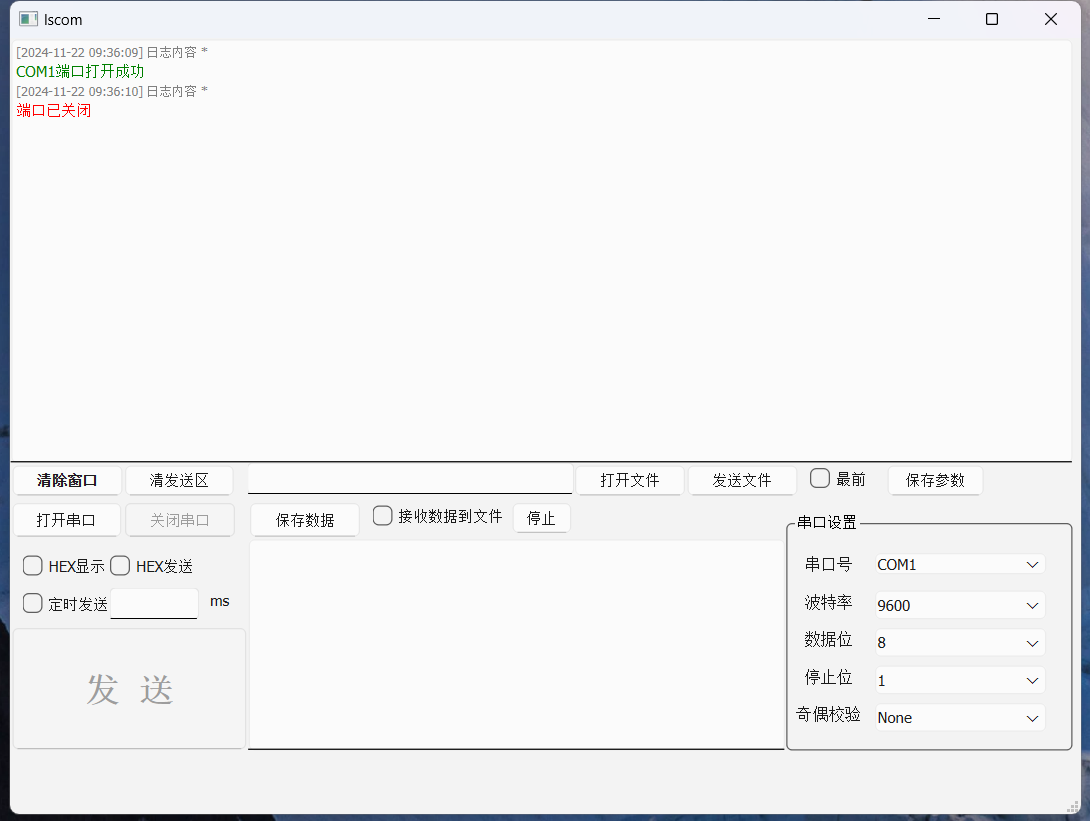 lscom
[2024-11-22 09:36:09] 日志内容 *
COM1端口打开成功
[2024-11-22 09:36:10] 日志内容 *
端口已关闭
清除窗口 清发送区 打开文件 发送文件 最前 保存参数
打开串口 关闭串口 保存数据 接收数据到文件 停止
串口设置
HEX显示 HEX发送
定时发送 ms
发 送
串口号 COM1
波特率 9600
数据位 8
停止位 1
奇偶校验 None